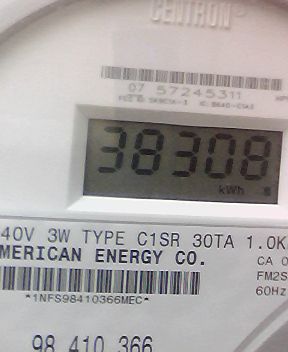 CENTRON®
07 57245311
38308
kWh
40V 3W TYPE C1SR 30TA 1.0K
MERICAN ENERGY CO.
CA 0
FM2S
60Hz
*1NFS98410366MEC*
98 410 366